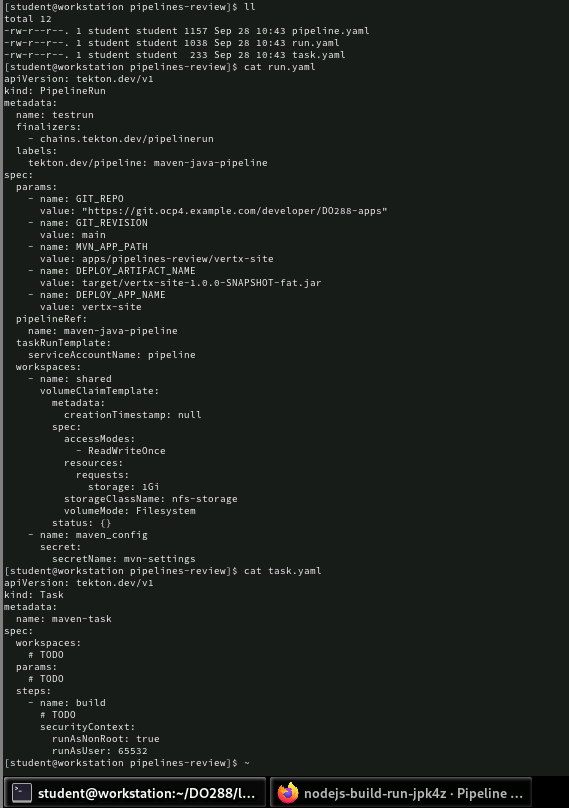 [student@workstation pipelines-review]$ ll
total 12
-rw-r--r--. 1 student student 1157 Sep 28 10:43 pipeline.yaml
-rw-r--r--. 1 student student 1038 Sep 28 10:43 run.yaml
-rw-r--r--. 1 student student  233 Sep 28 10:43 task.yaml
[student@workstation pipelines-review]$ cat run.yaml
apiVersion: tekton.dev/v1
kind: PipelineRun
metadata:
  name: testrun
  finalizers:
    - chains.tekton.dev/pipelinerun
  labels:
    tekton.dev/pipeline: maven-java-pipeline
spec:
  params:
    - name: GIT_REPO
      value: "https://git.ocp4.example.com/developer/DO288-apps"
    - name: GIT_REVISION
      value: main
    - name: MVN_APP_PATH
      value: apps/pipelines-review/vertx-site
    - name: DEPLOY_ARTIFACT_NAME
      value: target/vertx-site-1.0.0-SNAPSHOT-fat.jar
    - name: DEPLOY_APP_NAME
      value: vertx-site
  pipelineRef:
    name: maven-java-pipeline
  taskRunTemplate:
    serviceAccountName: pipeline
  workspaces:
    - name: shared
      volumeClaimTemplate:
        metadata:
          creationTimestamp: null
        spec:
          accessModes:
            - ReadWriteOnce
          resources:
            requests:
              storage: 1Gi
          storageClassName: nfs-storage
          volumeMode: Filesystem
        status: {}
    - name: maven_config
      secret:
        secretName: mvn-settings
[student@workstation pipelines-review]$ cat task.yaml
apiVersion: tekton.dev/v1
kind: Task
metadata:
  name: maven-task
spec:
  workspaces:
    # TODO
  params:
    # TODO
  steps:
    - name: build
      # TODO
      securityContext:
        runAsNonRoot: true
        runAsUser: 65532
[student@workstation pipelines-review]$ ~
student@workstation:~/DO288/l...
nodejs-build-run-jpk4z · Pipeline ...